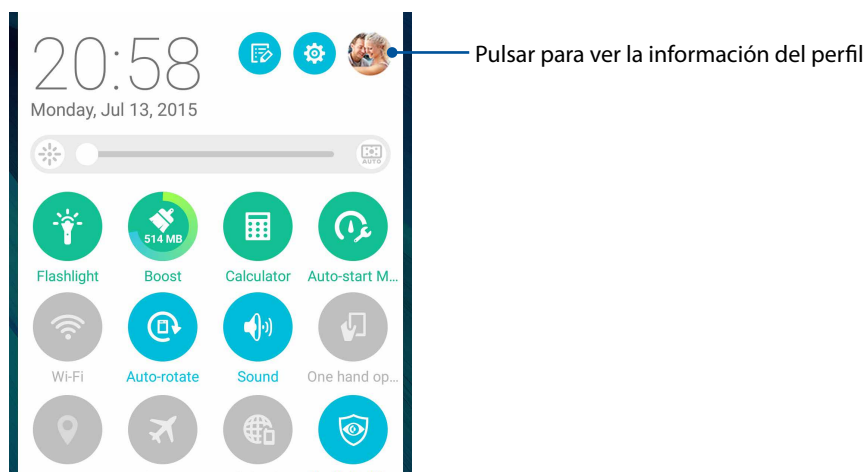 20:58
Pulsar para ver la información del perfil
Monday, Jul 13, 2015
AUTO
514 MB
Flashlight Boost Calculator Auto-start M...
Wi-Fi Auto-rotate Sound One hand op...